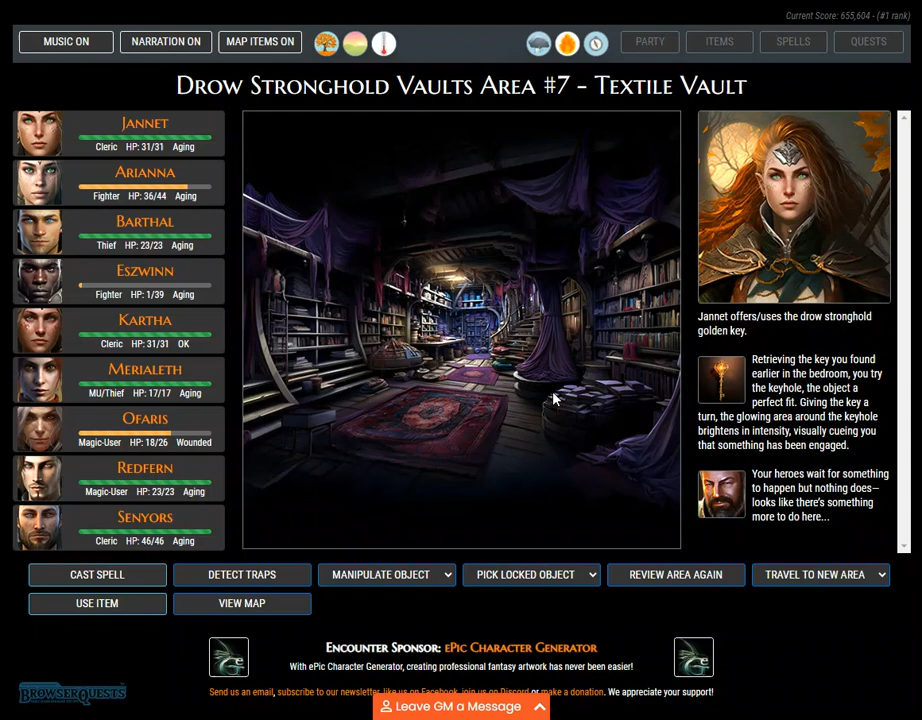 Current Score: 655,604 - (#1 rank)
MUSIC ON
NARRATION ON
MAP ITEMS ON
PARTY
ITEMS
SPELLS
QUESTS
Drow Stronghold Vaults Area #7 - Textile Vault
Jannet
Cleric HP: 31/31 Aging
Arianna
Fighter HP: 36/44 Aging
Barthal
Thief HP: 23/23 Aging
Eszwinn
Fighter HP: 1/39 Aging
Kartha
Cleric HP: 31/31 OK
Merialeth
MU/Thief HP: 17/17 Aging
Ofaris
Magic-User HP: 18/26 Wounded
Redfern
Magic-User HP: 23/23 Aging
Senyors
Cleric HP: 46/46 Aging
Jannet offers/uses the drow stronghold
golden key.
Retrieving the key you found
earlier in the bedroom, you try
the keyhole, the object a
perfect fit. Giving the key a
turn, the glowing area around the keyhole
brightens in intensity, visually cueing you
that something has been engaged.
Your heroes wait for something
to happen but nothing does—
looks like there's something
more to do here...
CAST SPELL
DETECT TRAPS
MANIPULATE OBJECT
PICK LOCKED OBJECT
REVIEW AREA AGAIN
TRAVEL TO NEW AREA
USE ITEM
VIEW MAP
Encounter Sponsor: ePic Character Generator
With ePic Character Generator, creating professional fantasy artwork has never been easier!
Send us an email, subscribe to our newsletter, like us on Facebook, join us on Discord or make a donation. We appreciate your support!
BrowserQuests
Leave GM a Message